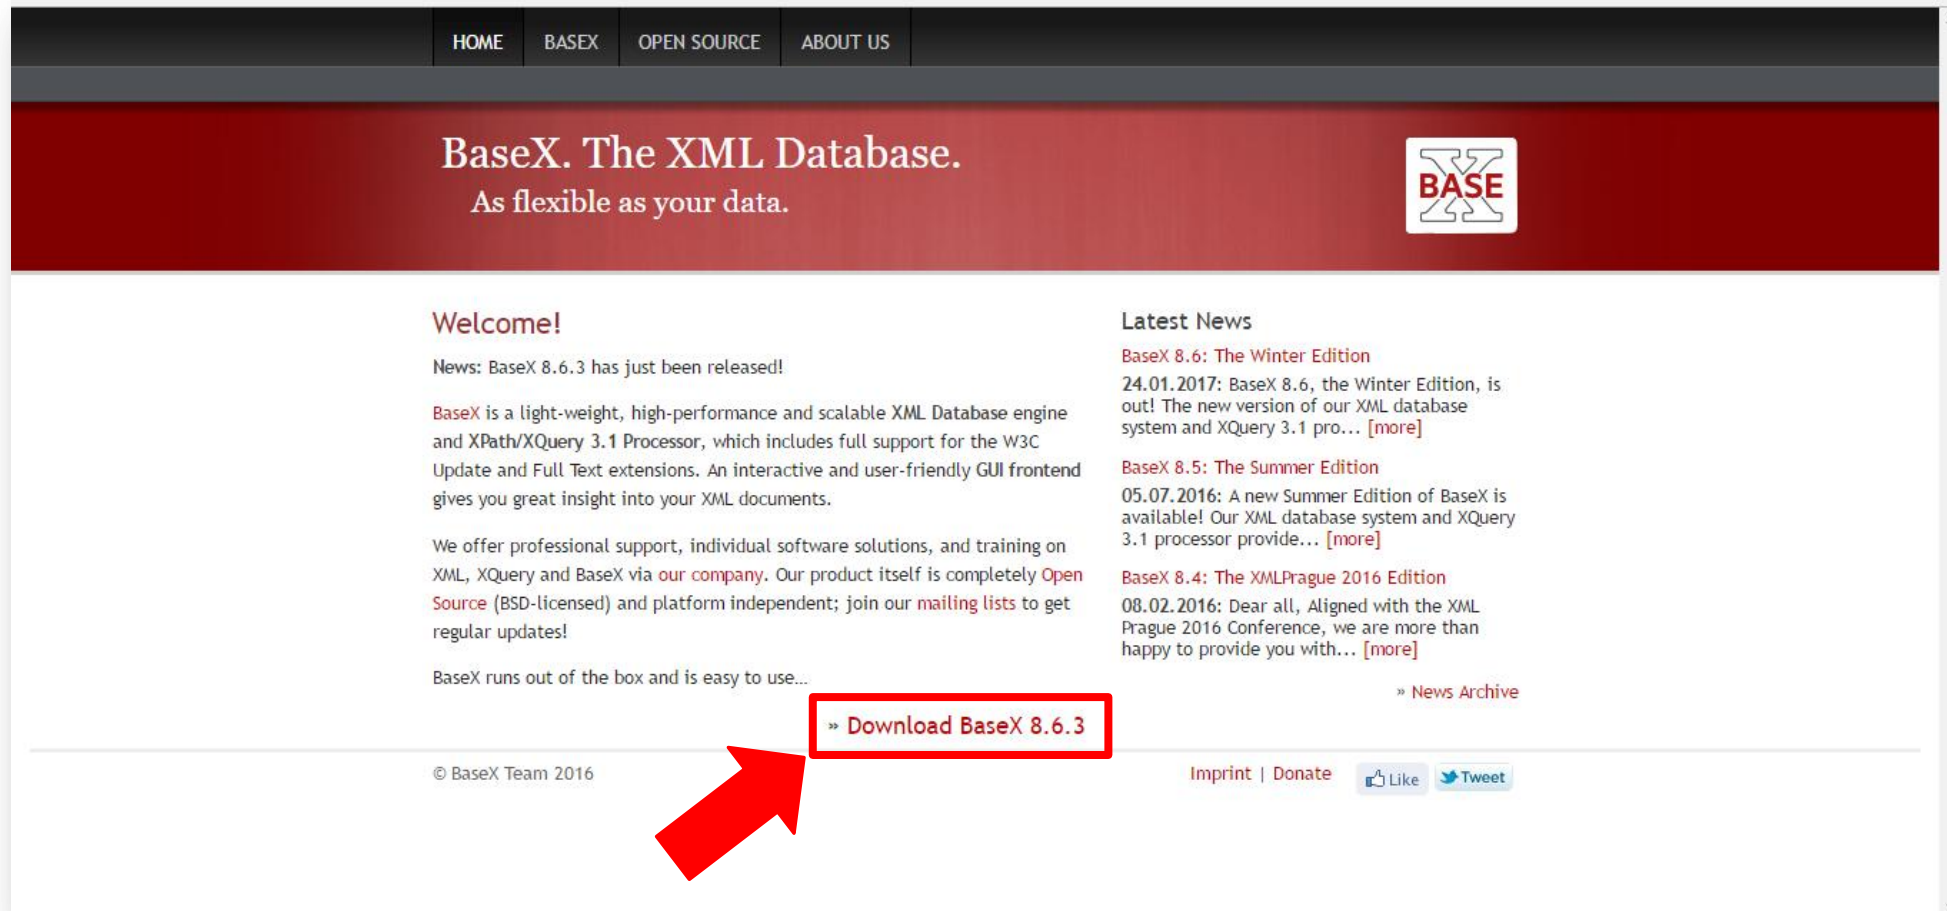 HOME BASEX OPEN SOURCE ABOUT US
BaseX. The XML Database.
As flexible as your data.
BASE
X
Welcome!
News: BaseX 8.6.3 has just been released!
BaseX is a light-weight, high-performance and scalable XML Database engine
and XPath/XQuery 3.1 Processor, which includes full support for the W3C
Update and Full Text extensions. An interactive and user-friendly GUI frontend
gives you great insight into your XML documents.
We offer professional support, individual software solutions, and training on
XML, XQuery and BaseX via our company. Our product itself is completely Open
Source (BSD-licensed) and platform independent; join our mailing lists to get
regular updates!
BaseX runs out of the box and is easy to use...
» Download BaseX 8.6.3
Latest News
BaseX 8.6: The Winter Edition
24.01.2017: BaseX 8.6, the Winter Edition, is
out! The new version of our XML database
system and XQuery 3.1 pro... [more]
BaseX 8.5: The Summer Edition
05.07.2016: A new Summer Edition of BaseX is
available! Our XML database system and XQuery
3.1 processor provide... [more]
BaseX 8.4: The XMLPrague 2016 Edition
08.02.2016: Dear all, Aligned with the XML
Prague 2016 Conference, we are more than
happy to provide you with... [more]
» News Archive
© BaseX Team 2016
Imprint | Donate Like Tweet